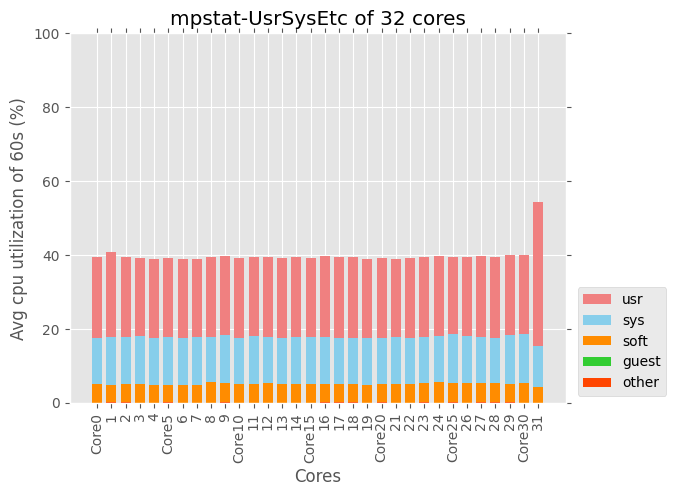 mpstat-UsrSysEtc of 32 cores
Avg cpu utilization of 60s (%)
100
80
60
40
20
0
usr
sys
soft
guest
other
Core0
1
2
3
4
Core5
6
7
8
9
Core10
11
12
13
14
Core15
16
17
18
19
Core20
21
22
23
24
Core25
26
27
28
29
Core30
31
Cores